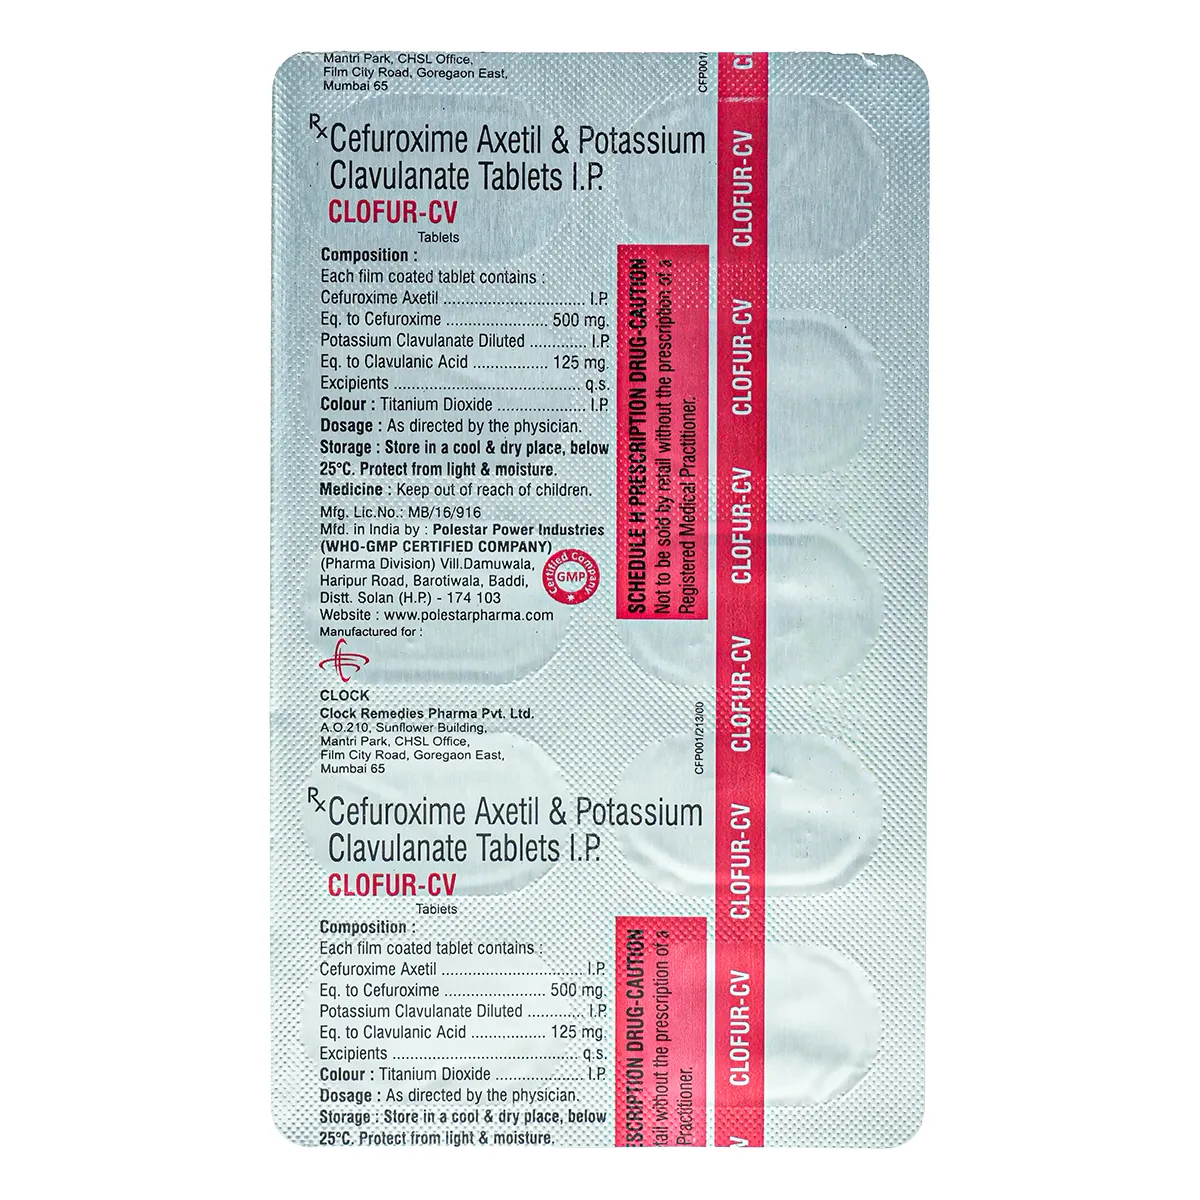 Mantri Park, CHSL Office,
Film City Road, Goregaon East,
Mumbai 65
CFP001/
Rx Cefuroxime Axetil & Potassium
Clavulanate Tablets I.P.
CLOFUR-CV
Tablets
Composition :
Each film coated tablet contains :
Cefuroxime Axetil ................................ I.P.
Eq. to Cefuroxime ...................... 500 mg.
Potassium Clavulanate Diluted ............ I.P.
Eq. to Clavulanic Acid ................ 125 mg.
Excipients ........................................ q.s.
Colour : Titanium Dioxide ................... I.P.
Dosage : As directed by the physician.
Storage : Store in a cool & dry place, below
25°C. Protect from light & moisture.
Medicine : Keep out of reach of children.
Mfg. Lic.No.: MB/16/916
Mfd. in India by : Polestar Power Industries
(WHO-GMP CERTIFIED COMPANY)
(Pharma Division) Vill.Damuwala,
Haripur Road, Barotiwala, Baddi,
Distt. Solan (H.P.) - 174 103
Website : www.polestarpharma.com
Certified Company
GMP
Manufactured for :
CLOCK
Clock Remedies Pharma Pvt. Ltd.
A.O.210, Sunflower Building,
Mantri Park, CHSL Office,
Film City Road, Goregaon East,
Mumbai 65
SCHEDULE H PRESCRIPTION DRUG-CAUTION
Not to be sold by retail without the prescription of a
Registered Medical Practitioner.
CFP001/213/00
C
CLOFUR-CV
CLOFUR-CV
CLOFUR-CV
CLOFUR-CV
CLOFUR-CV
CLOFUR-CV
V
Rx Cefuroxime Axetil & Potassium
Clavulanate Tablets I.P.
CLOFUR-CV
Tablets
Composition :
Each film coated tablet contains :
Cefuroxime Axetil ................................ I.P.
Eq. to Cefuroxime ...................... 500 mg.
Potassium Clavulanate Diluted ............ I.P.
Eq. to Clavulanic Acid ................ 125 mg.
Excipients ........................................ q.s.
Colour : Titanium Dioxide ................... I.P.
Dosage : As directed by the physician.
Storage : Store in a cool & dry place, below
25°C. Protect from light & moisture.
SCRIPTION DRUG-CAUTION
tail without the prescription of a
Practitioner.